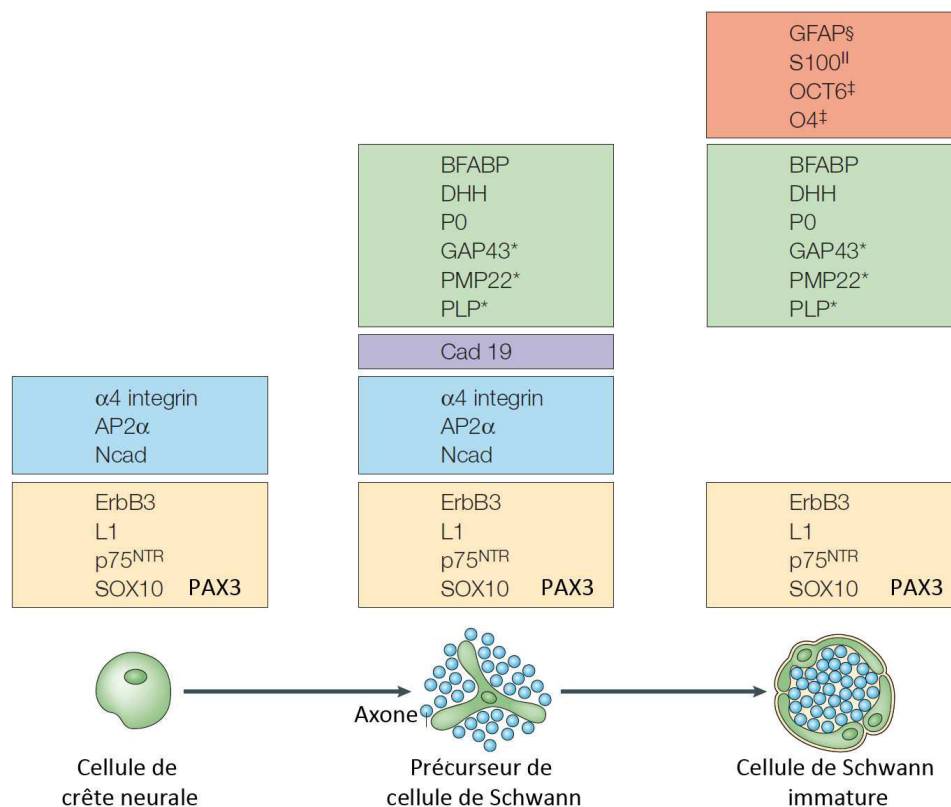 GFAP§
S100ǁ
OCT6‡
O4‡
BFABP
DHH
P0
GAP43*
PMP22*
PLP*
BFABP
DHH
P0
GAP43*
PMP22*
PLP*
Cad 19
α4 integrin
AP2α
Ncad
α4 integrin
AP2α
Ncad
ErbB3
L1
p75NTR
SOX10 PAX3
ErbB3
L1
p75NTR
SOX10 PAX3
ErbB3
L1
p75NTR
SOX10 PAX3
Axone
Cellule de
crête neurale
Précurseur de
cellule de Schwann
Cellule de Schwann
immature